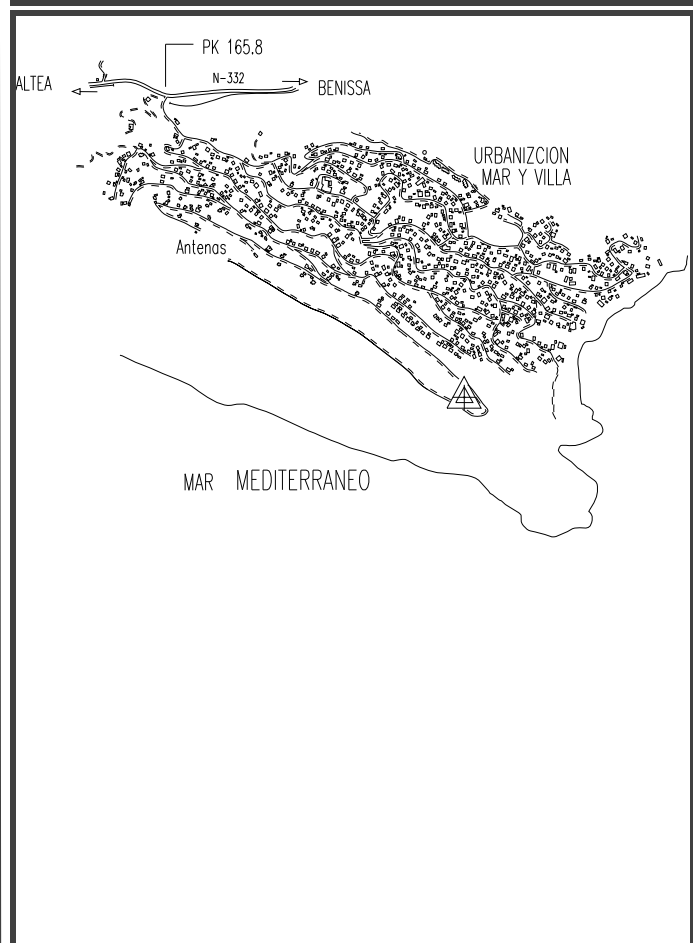 PK 165.8
N-332
ALTEA
BENISSA
URBANIZCION
MAR Y VILLA
Antenas
MAR MEDITERRANEO